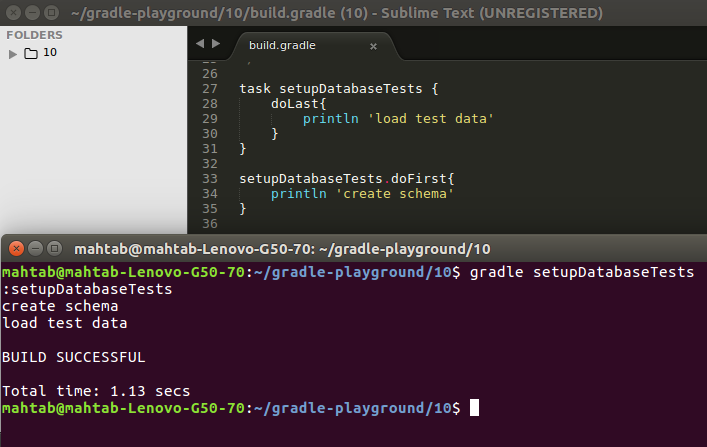 ~/gradle-playground/10/build.gradle (10) - Sublime Text (UNREGISTERED)
FOLDERS
10
build.gradle
26
27 task setupDatabaseTests {
28 doLast{
29 println 'load test data'
30 }
31 }
32
33 setupDatabaseTests.doFirst{
34 println 'create schema'
35 }
36
mahtab@mahtab-Lenovo-G50-70: ~/gradle-playground/10
mahtab@mahtab-Lenovo-G50-70:~/gradle-playground/10$ gradle setupDatabaseTests
:setupDatabaseTests
create schema
load test data
BUILD SUCCESSFUL
Total time: 1.13 secs
mahtab@mahtab-Lenovo-G50-70:~/gradle-playground/10$